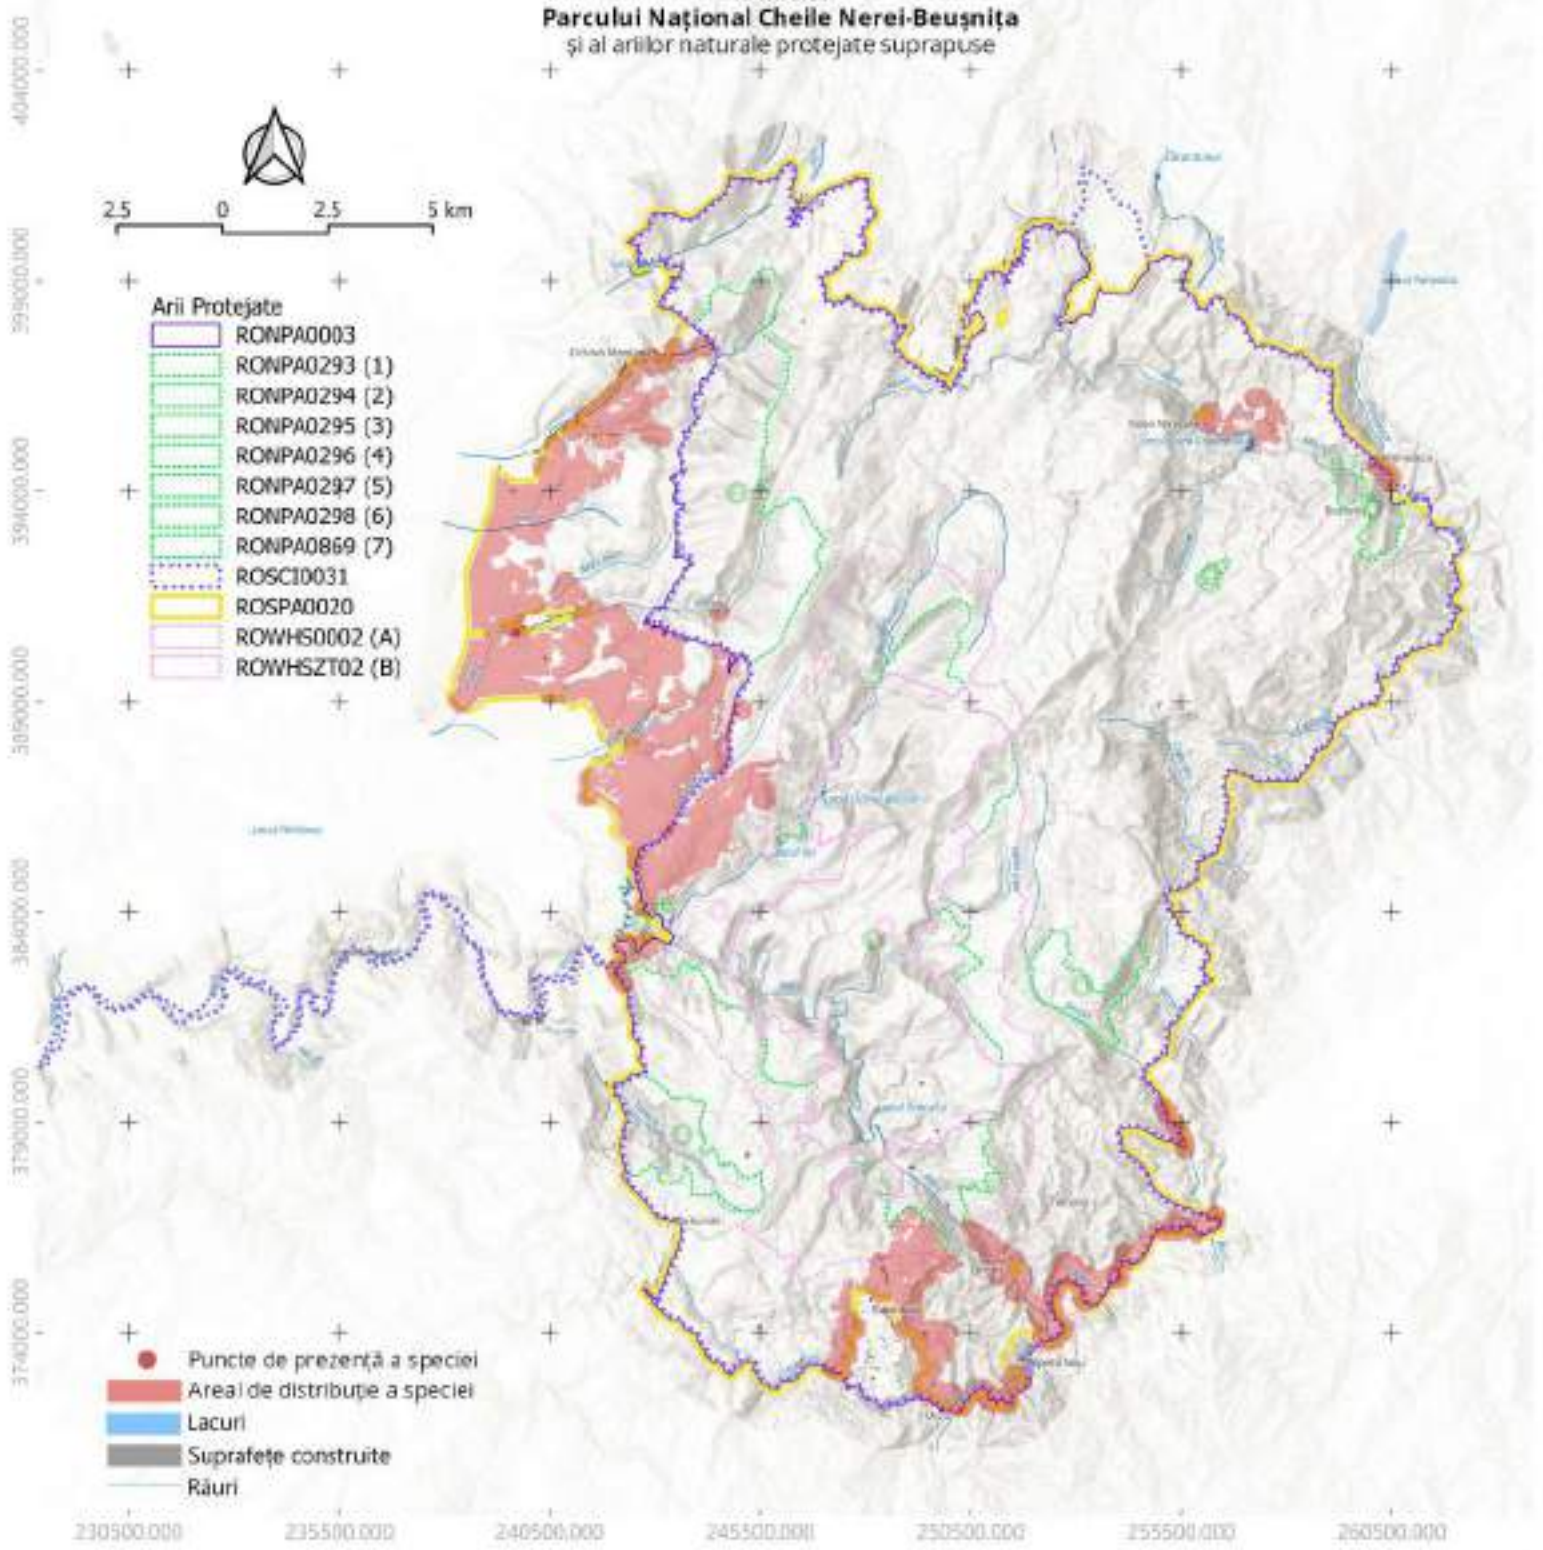 Parcului Național Cheile Nerei-Beușnița
și al ariilor naturale protejate suprapuse
404000.000
399000.000
394000.000
389000.000
384000.000
379000.000
374000.000
2.5 0 2.5 5 km
Arii Protejate
RONPA0003
RONPA0293 (1)
RONPA0294 (2)
RONPA0295 (3)
RONPA0296 (4)
RONPA0297 (5)
RONPA0298 (6)
RONPA0869 (7)
ROSCI0031
ROSPA0020
ROWHS0002 (A)
ROWHSZT02 (B)
Puncte de prezență a speciei
Areal de distribuție a speciei
Lacuri
Suprafețe construite
Râuri
230500.000 235500.000 240500.000 245500.000 250500.000 255500.000 260500.000